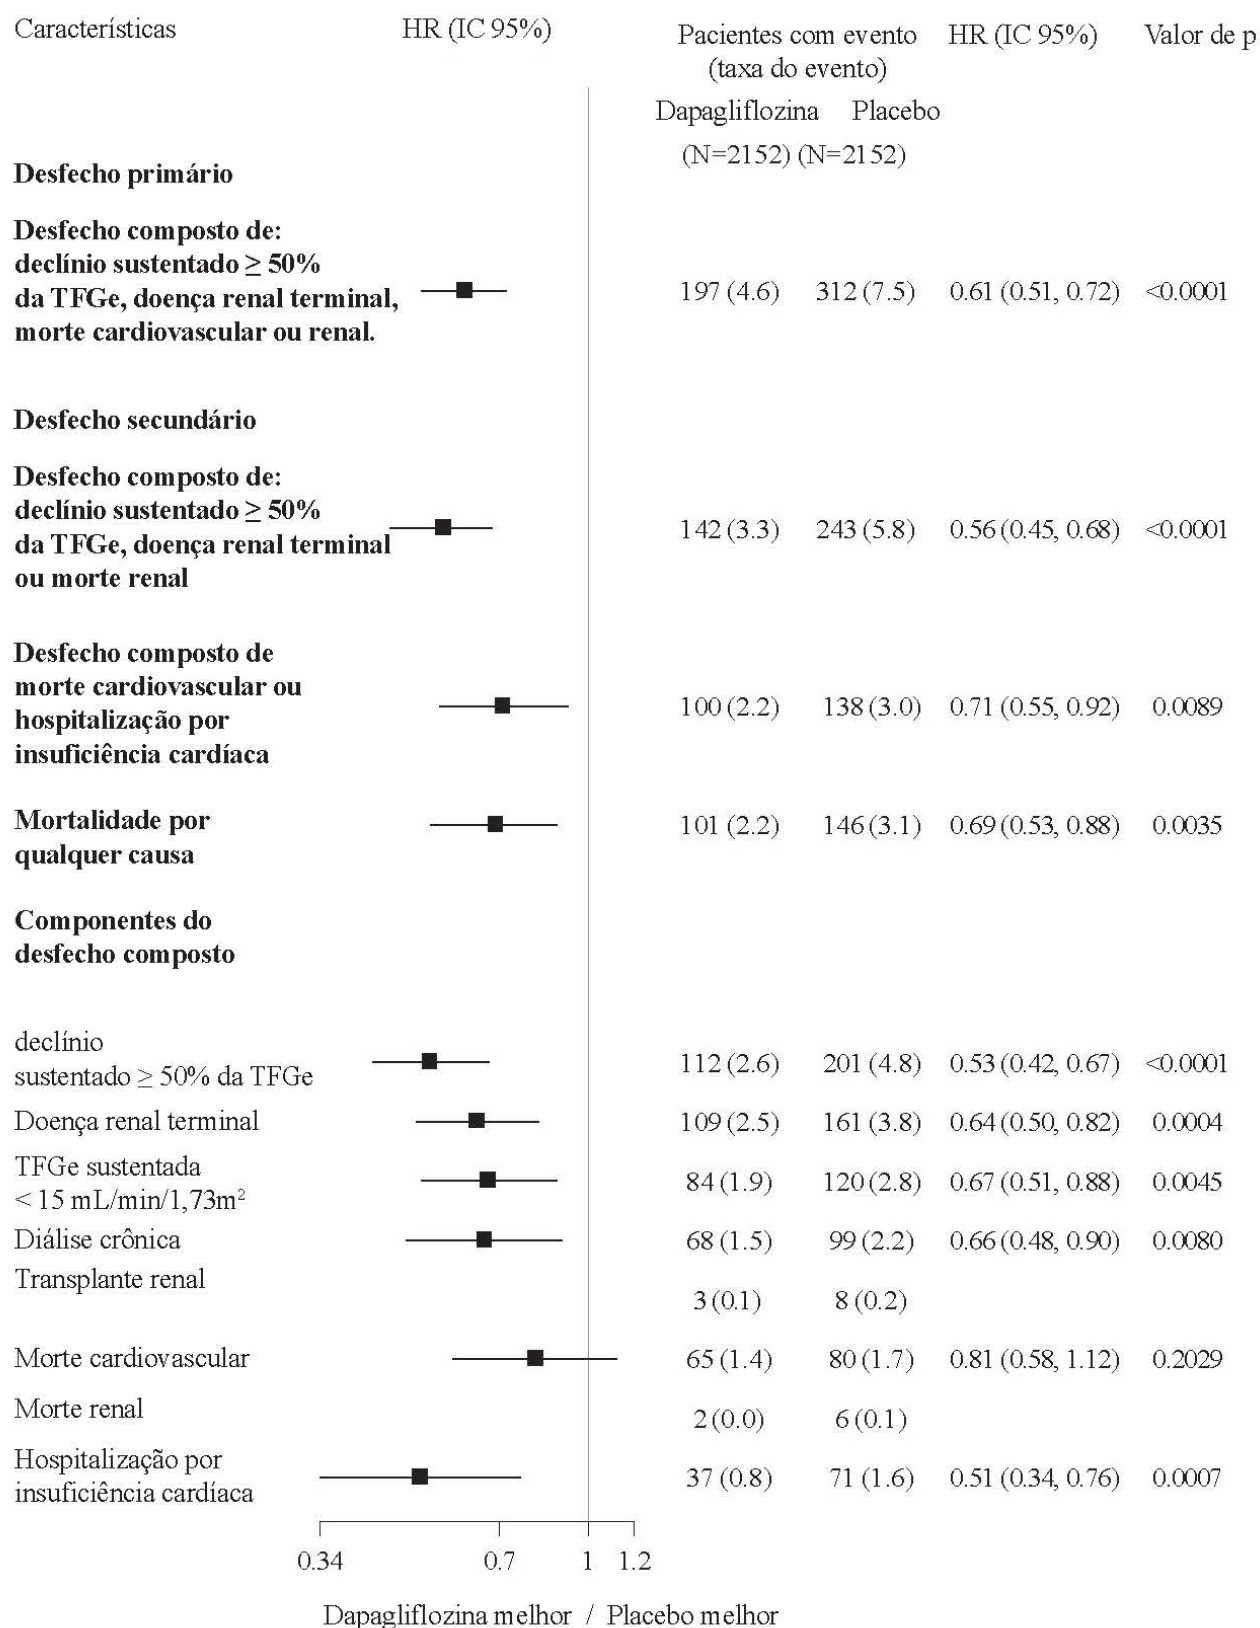 Características HR (IC 95%) Pacientes com evento HR (IC 95%) Valor de p
(taxa do evento)
Dapagliflozina Placebo
(N=2152) (N=2152)
Desfecho primário
Desfecho composto de:
declínio sustentado ≥ 50%
da TFGe, doença renal terminal,
morte cardiovascular ou renal.
197 (4.6) 312 (7.5) 0.61 (0.51, 0.72) <0.0001
Desfecho secundário
Desfecho composto de:
declínio sustentado ≥ 50%
da TFGe, doença renal terminal
ou morte renal
142 (3.3) 243 (5.8) 0.56 (0.45, 0.68) <0.0001
Desfecho composto de
morte cardiovascular ou
hospitalização por
insuficiência cardíaca
100 (2.2) 138 (3.0) 0.71 (0.55, 0.92) 0.0089
Mortalidade por
qualquer causa
101 (2.2) 146 (3.1) 0.69 (0.53, 0.88) 0.0035
Componentes do
desfecho composto
declínio
sustentado ≥ 50% da TFGe
112 (2.6) 201 (4.8) 0.53 (0.42, 0.67) <0.0001
Doença renal terminal 109 (2.5) 161 (3.8) 0.64 (0.50, 0.82) 0.0004
TFGe sustentada
< 15 mL/min/1,73m²
84 (1.9) 120 (2.8) 0.67 (0.51, 0.88) 0.0045
Diálise crônica 68 (1.5) 99 (2.2) 0.66 (0.48, 0.90) 0.0080
Transplante renal
3 (0.1) 8 (0.2)
Morte cardiovascular 65 (1.4) 80 (1.7) 0.81 (0.58, 1.12) 0.2029
Morte renal
2 (0.0) 6 (0.1)
Hospitalização por
insuficiência cardíaca
37 (0.8) 71 (1.6) 0.51 (0.34, 0.76) 0.0007
0.34 0.7 1 1.2
Dapagliflozina melhor / Placebo melhor